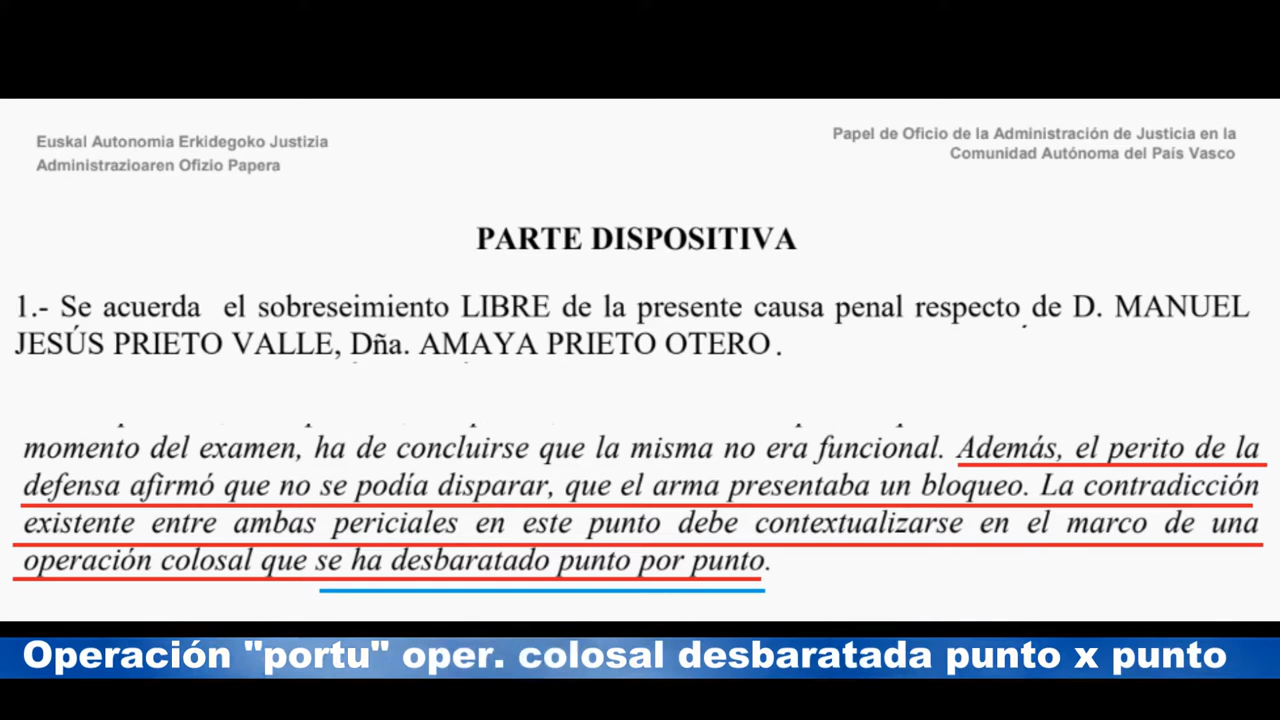 Euskal Autonomia Erkidegoko Justizia
Administrazioaren Ofizio Papera
Papel de Oficio de la Administración de Justicia en la
Comunidad Autónoma del País Vasco
PARTE DISPOSITIVA
1.- Se acuerda el sobreseimiento LIBRE de la presente causa penal respecto de D. MANUEL
JESÚS PRIETO VALLE, Dña. AMAYA PRIETO OTERO.
momento del examen, ha de concluirse que la misma no era funcional. Además, el perito de la
defensa afirmó que no se podía disparar, que el arma presentaba un bloqueo. La contradicción
existente entre ambas periciales en este punto debe contextualizarse en el marco de una
operación colosal que se ha desbaratado punto por punto.
Operación "portu" oper. colosal desbaratada punto x punto